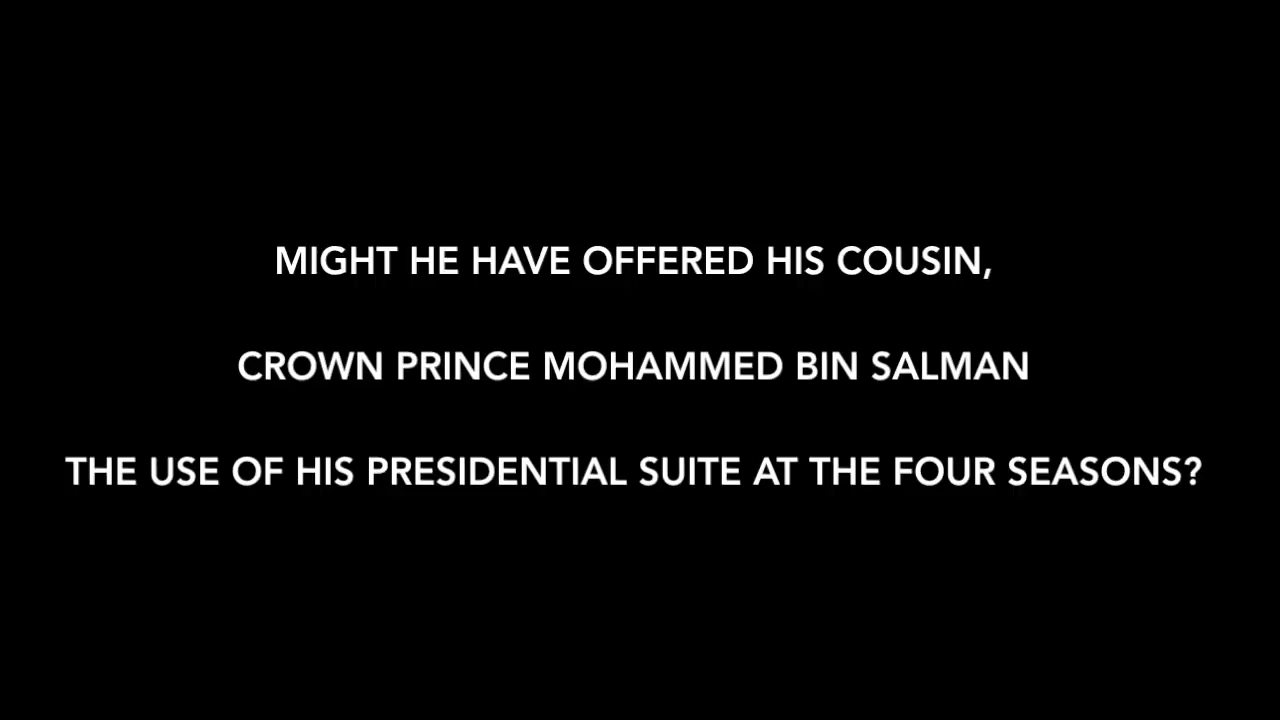 MIGHT HE HAVE OFFERED HIS COUSIN,
CROWN PRINCE MOHAMMED BIN SALMAN
THE USE OF HIS PRESIDENTIAL SUITE AT THE FOUR SEASONS?